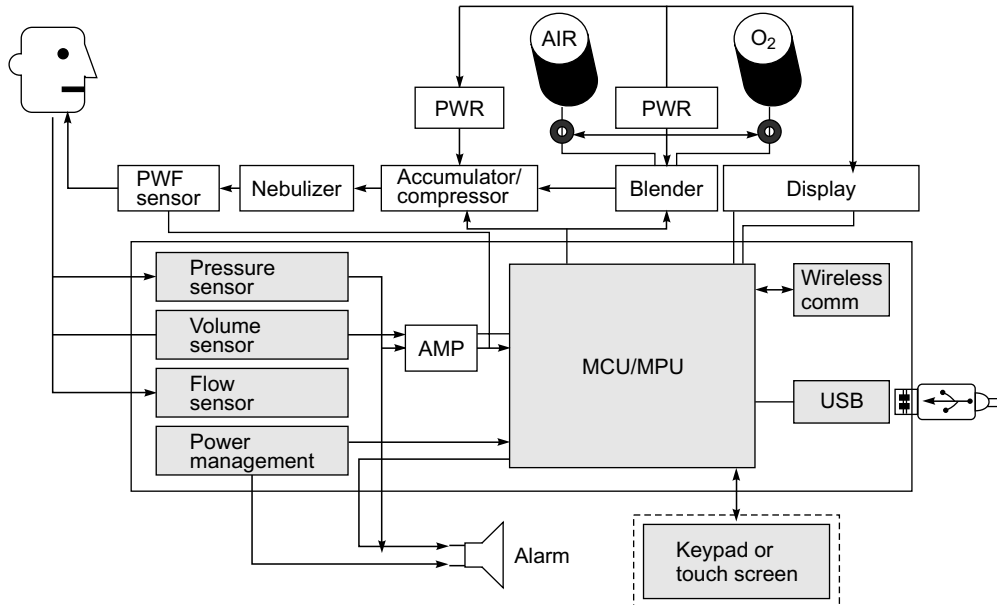 AIR
O₂
PWR
PWR
PWF
sensor
Nebulizer
Accumulator/
compressor
Blender
Display
Pressure
sensor
Volume
sensor
Flow
sensor
Power
management
AMP
MCU/MPU
Wireless
comm
USB
Alarm
Keypad or
touch screen